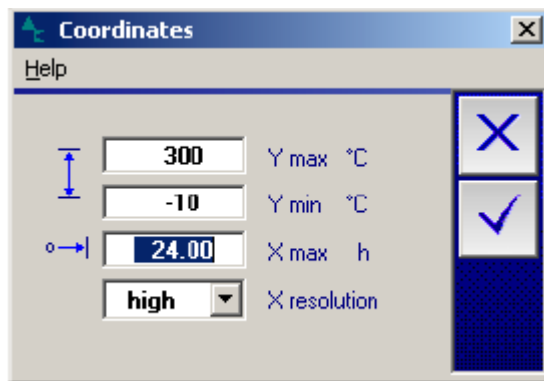 Coordinates
Help
300 Y max °C
-10 Y min °C
24.00 X max h
high X resolution